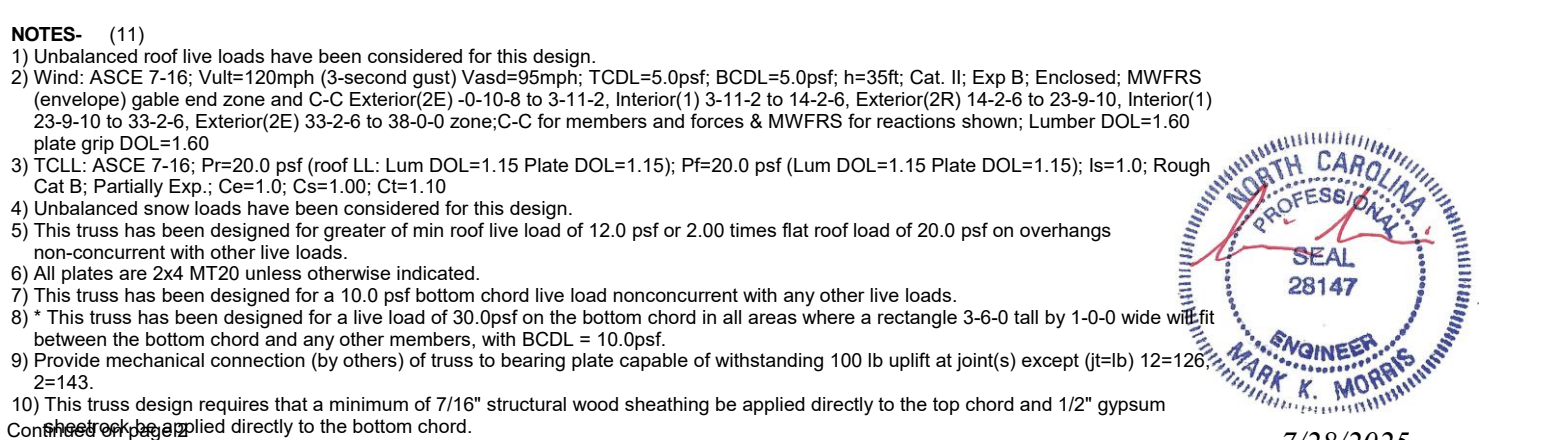 NOTES- (11)
1) Unbalanced roof live loads have been considered for this design.
2) Wind: ASCE 7-16; Vult=120mph (3-second gust) Vasd=95mph; TCDL=5.0psf; BCDL=5.0psf; h=35ft; Cat. II; Exp B; Enclosed; MWFRS
(envelope) gable end zone and C-C Exterior(2E) -0-10-8 to 3-11-2, Interior(1) 3-11-2 to 14-2-6, Exterior(2R) 14-2-6 to 23-9-10, Interior(1)
23-9-10 to 33-2-6, Exterior(2E) 33-2-6 to 38-0-0 zone;C-C for members and forces & MWFRS for reactions shown; Lumber DOL=1.60
plate grip DOL=1.60
3) TCLL: ASCE 7-16; Pr=20.0 psf (roof LL: Lum DOL=1.15 Plate DOL=1.15); Pf=20.0 psf (Lum DOL=1.15 Plate DOL=1.15); Is=1.0; Rough
Cat B; Partially Exp.; Ce=1.0; Cs=1.00; Ct=1.10
4) Unbalanced snow loads have been considered for this design.
5) This truss has been designed for greater of min roof live load of 12.0 psf or 2.00 times flat roof load of 20.0 psf on overhangs
non-concurrent with other live loads.
6) All plates are 2x4 MT20 unless otherwise indicated.
7) This truss has been designed for a 10.0 psf bottom chord live load nonconcurrent with any other live loads.
8) * This truss has been designed for a live load of 30.0psf on the bottom chord in all areas where a rectangle 3-6-0 tall by 1-0-0 wide will fit
between the bottom chord and any other members, with BCDL = 10.0psf.
9) Provide mechanical connection (by others) of truss to bearing plate capable of withstanding 100 lb uplift at joint(s) except (jt=lb) 12=126,
2=143.
10) This truss design requires that a minimum of 7/16" structural wood sheathing be applied directly to the top chord and 1/2" gypsum
sheetrock be applied directly to the bottom chord.
Continued on page 2
NORTH CAROLINA
PROFESSIONAL
SEAL
28147
ENGINEER
MARK K. MORRIS
7/28/2025